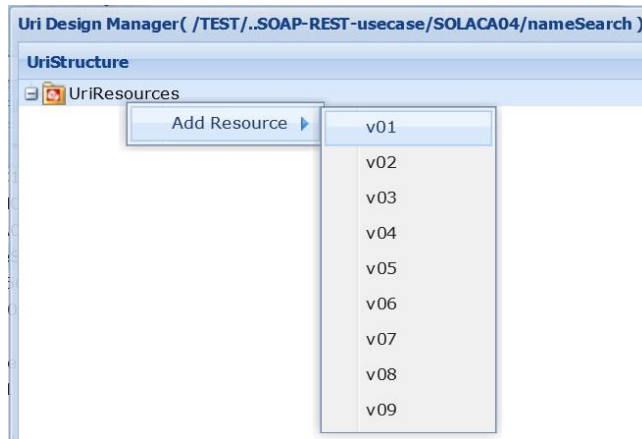 Uri Design Manager( /TEST/..SOAP-REST-usecase/SOLACA04/nameSearch )
UriStructure
UriResources
Add Resource
v01
v02
v03
v04
v05
v06
v07
v08
v09